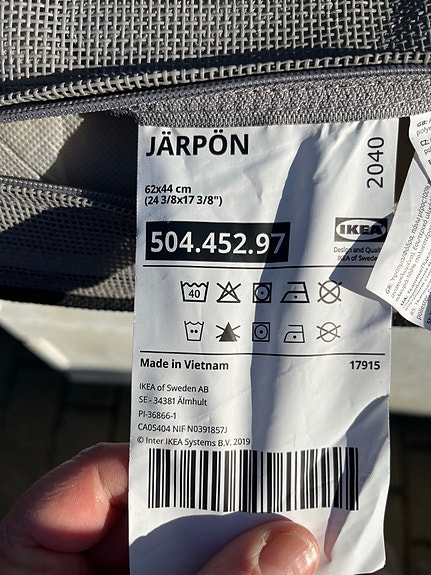 JÄRPÖN
2040
62x44 cm
(24 3/8x17 3/8")
504.452.97
IKEA
Design and Quality
IKEA of Sweden
40
Made in Vietnam
17915
IKEA of Sweden AB
SE - 34381 Älmhult
PI-36866-1
CA05404 NIF N0391857J
© Inter IKEA Systems B.V. 2019